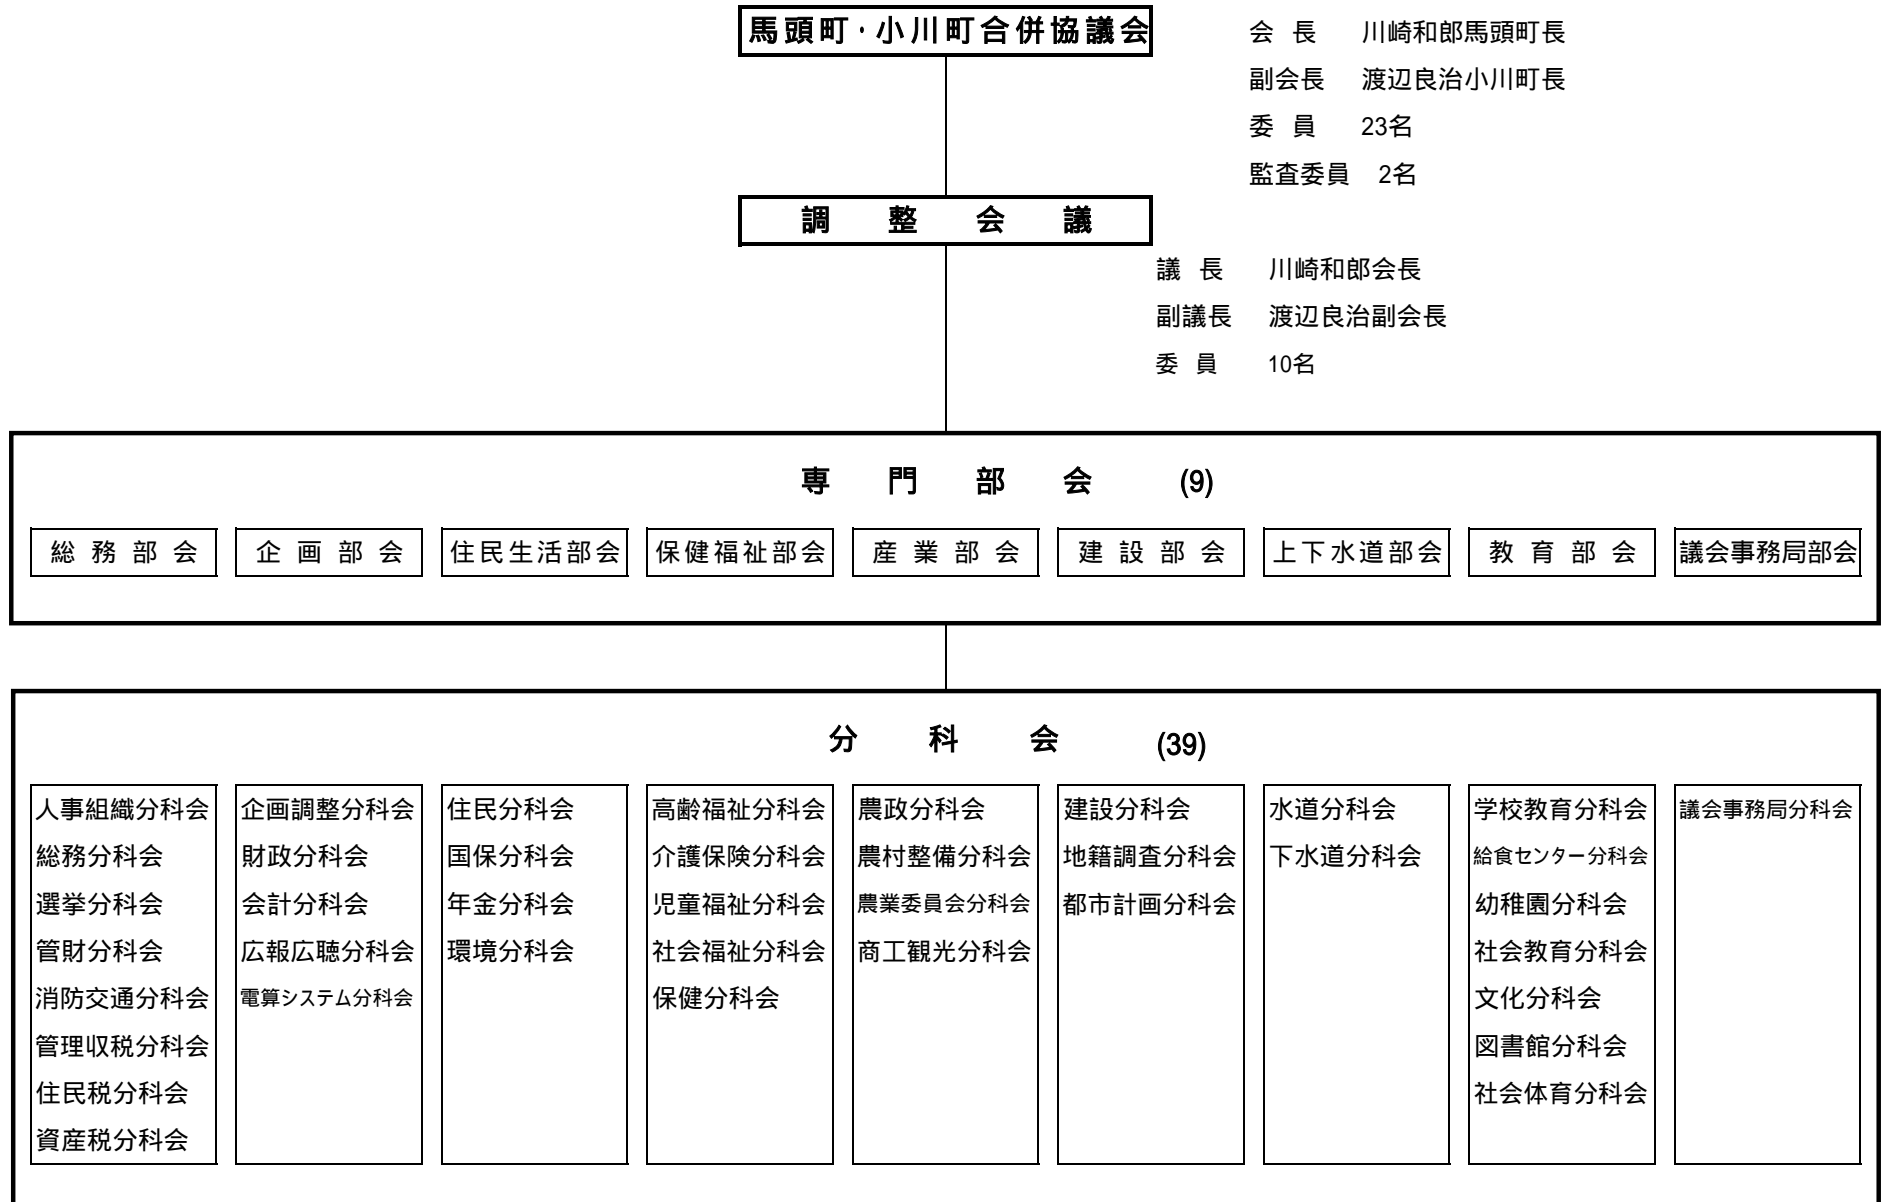 馬頭町・小川町合併協議会
会 長 川崎和郎馬頭町長
副会長 渡辺良治小川町長
委 員 23名
監査委員 2名
調 整 会 議
議 長 川崎和郎会長
副議長 渡辺良治副会長
委 員 10名
専 門 部 会 (9)
総 務 部 会
企 画 部 会
住民生活部会
保健福祉部会
産 業 部 会
建 設 部 会
上下水道部会
教 育 部 会
議会事務局部会
分 科 会 (39)
人事組織分科会
総務分科会
選挙分科会
管財分科会
消防交通分科会
管理収税分科会
住民税分科会
資産税分科会
企画調整分科会
財政分科会
会計分科会
広報広聴分科会
電算システム分科会
住民分科会
国保分科会
年金分科会
環境分科会
高齢福祉分科会
介護保険分科会
児童福祉分科会
社会福祉分科会
保健分科会
農政分科会
農村整備分科会
農業委員会分科会
商工観光分科会
建設分科会
地籍調査分科会
都市計画分科会
水道分科会
下水道分科会
学校教育分科会
給食センター分科会
幼稚園分科会
社会教育分科会
文化分科会
図書館分科会
社会体育分科会
議会事務局分科会